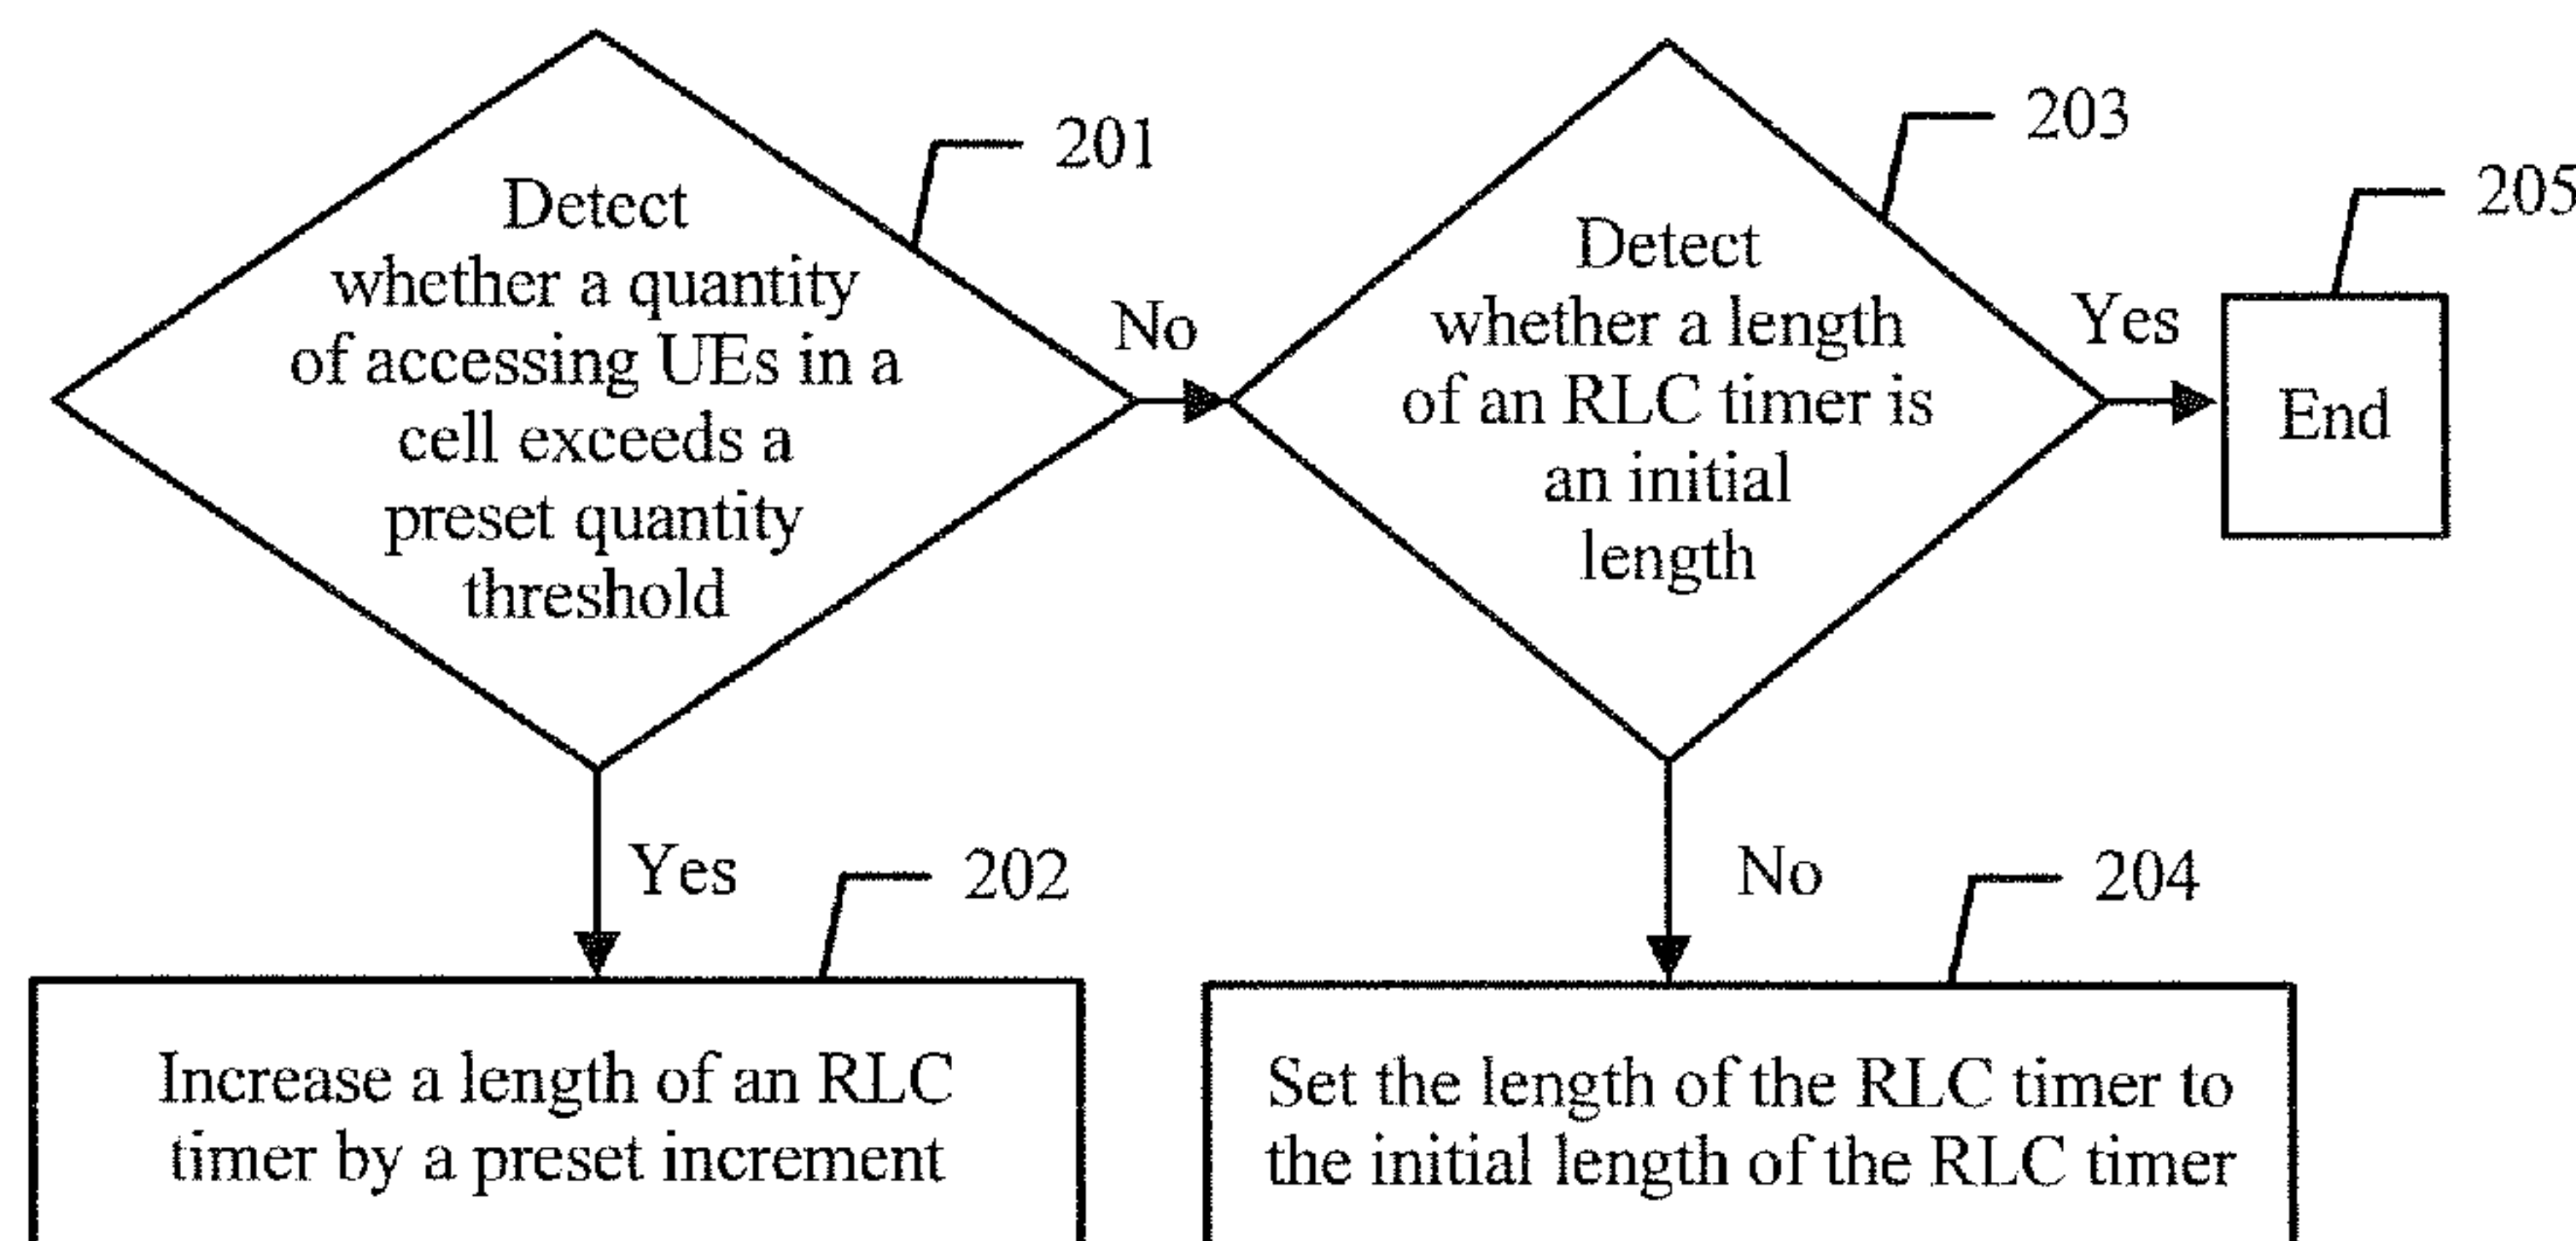 201
Detect
whether a quantity
of accessing UEs in a
cell exceeds a
preset quantity
threshold
No
203
Detect
whether a length
of an RLC timer is
an initial
length
Yes
205
End
Yes
202
Increase a length of an RLC
timer by a preset increment
No
204
Set the length of the RLC timer to
the initial length of the RLC timer